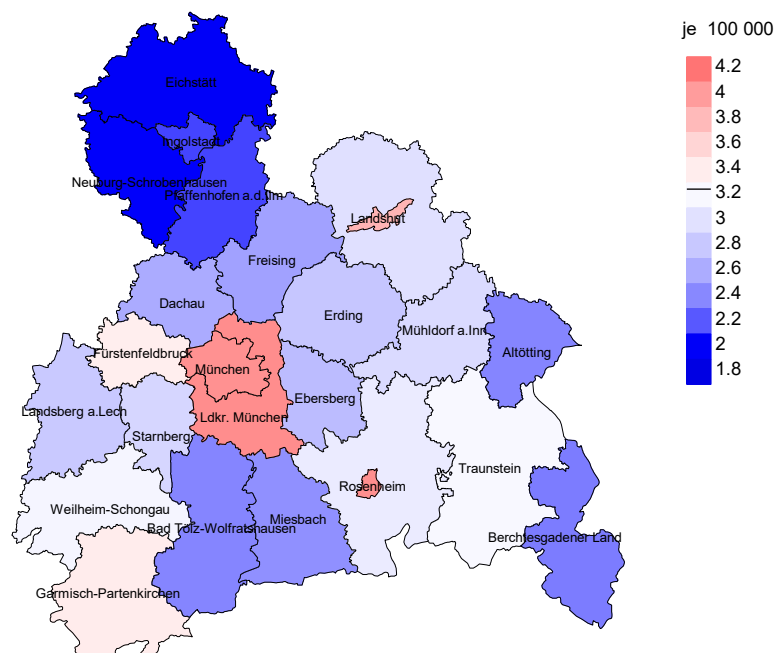 je 100 000
4.2
4
3.8
3.6
3.4
3.2
3
2.8
2.6
2.4
2.2
2
1.8
Eichstätt
Ingolstadt
Neuburg-Schrobenhausen
Pfaffenhofen a.d.Ilm
Landshut
Freising
Dachau
Erding
Mühldorf a.Inn
Altötting
Fürstenfeldbruck
München
Ebersberg
Landsberg a.Lech
Ldkr. München
Starnberg
Traunstein
Rosenheim
Weilheim-Schongau
Miesbach
Bad Tölz-Wolfratshausen
Berchtesgadener Land
Garmisch-Partenkirchen